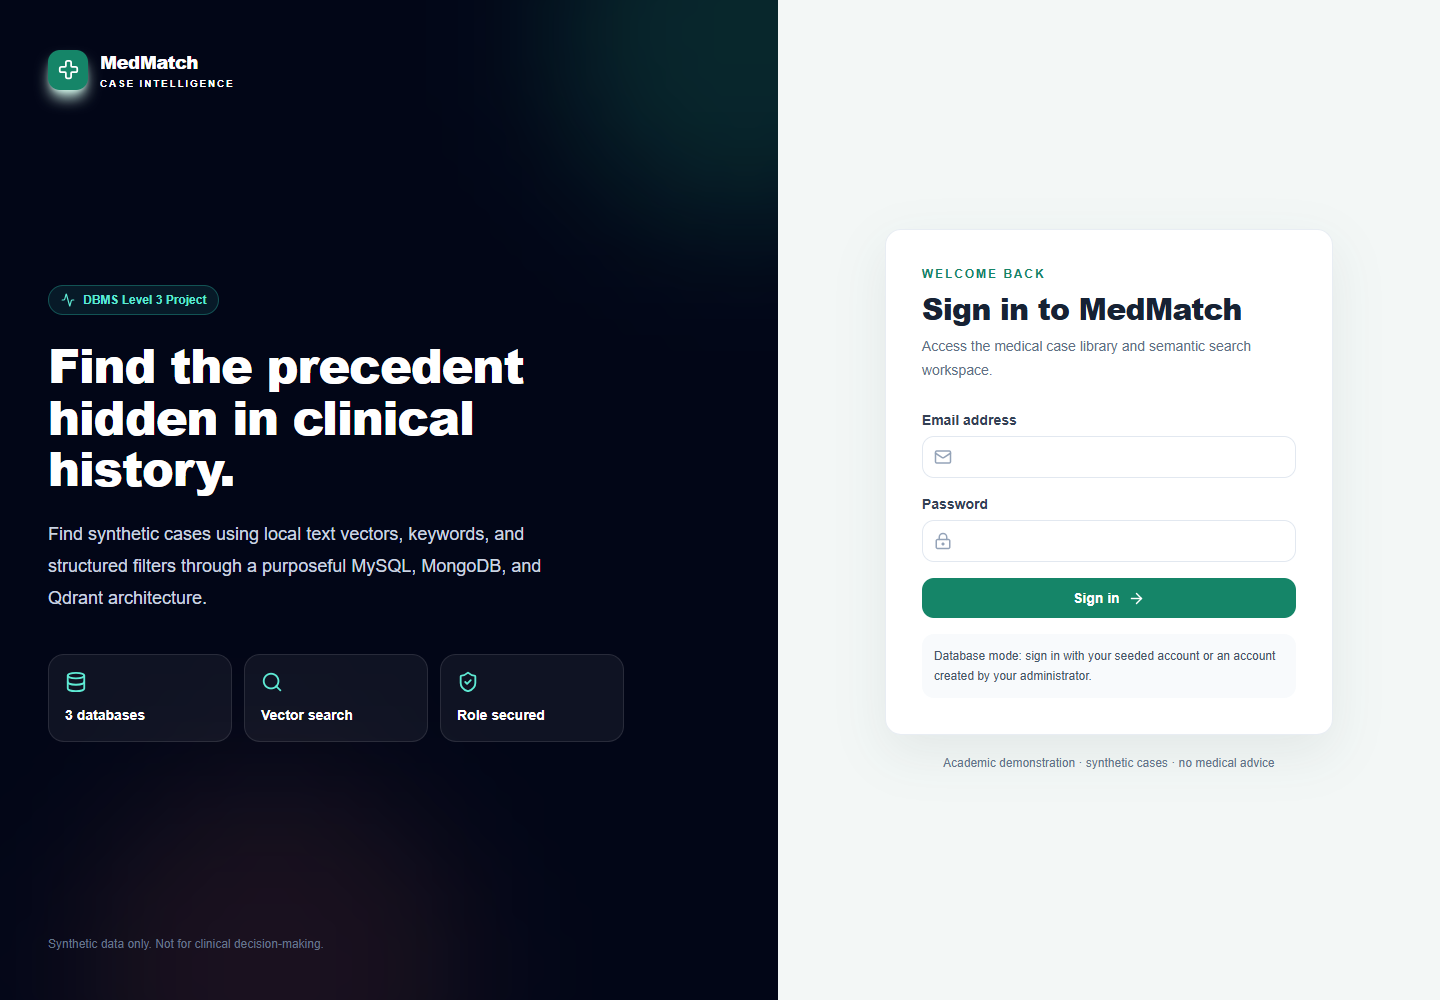 MedMatch
CASE INTELLIGENCE
DBMS Level 3 Project
Find the precedent
hidden in clinical
history.
Find synthetic cases using local text vectors, keywords, and
structured filters through a purposeful MySQL, MongoDB, and
Qdrant architecture.
3 databases
Vector search
Role secured
Synthetic data only. Not for clinical decision-making.
WELCOME BACK
Sign in to MedMatch
Access the medical case library and semantic search
workspace.
Email address
Password
Sign in
Database mode: sign in with your seeded account or an account
created by your administrator.
Academic demonstration · synthetic cases · no medical advice